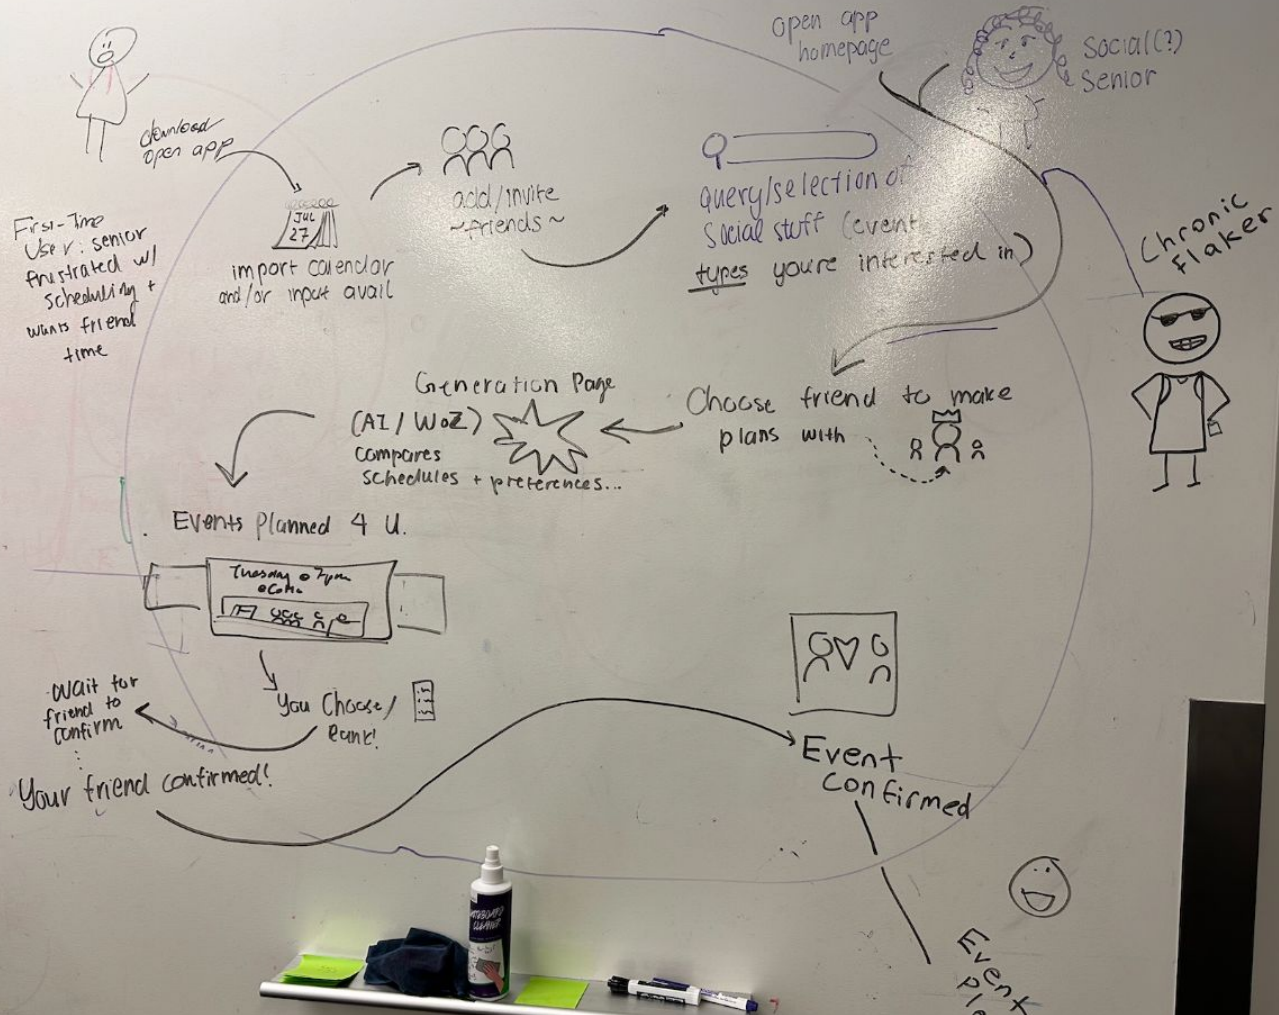 open app
homepage
Social(?)
Senior
download
open app
add/invite
~friends~
Query/selection of
Social stuff (event
types you're interested in)
JUL
27
import calendar
and/or input avail
First-Time
User: senior
frustrated w/
scheduling +
wants friend
time
Chronic
flaker
Generation Page
(AI / WoZ)
compares
schedules + preferences...
Choose friend to make
plans with
Events Planned 4 U.
Tuesday @ 7pm
You Choose/
Rank!
Wait for
friend to
confirm
Your friend confirmed!
Event
confirmed
WHITEBOARD
CLEANER
Event